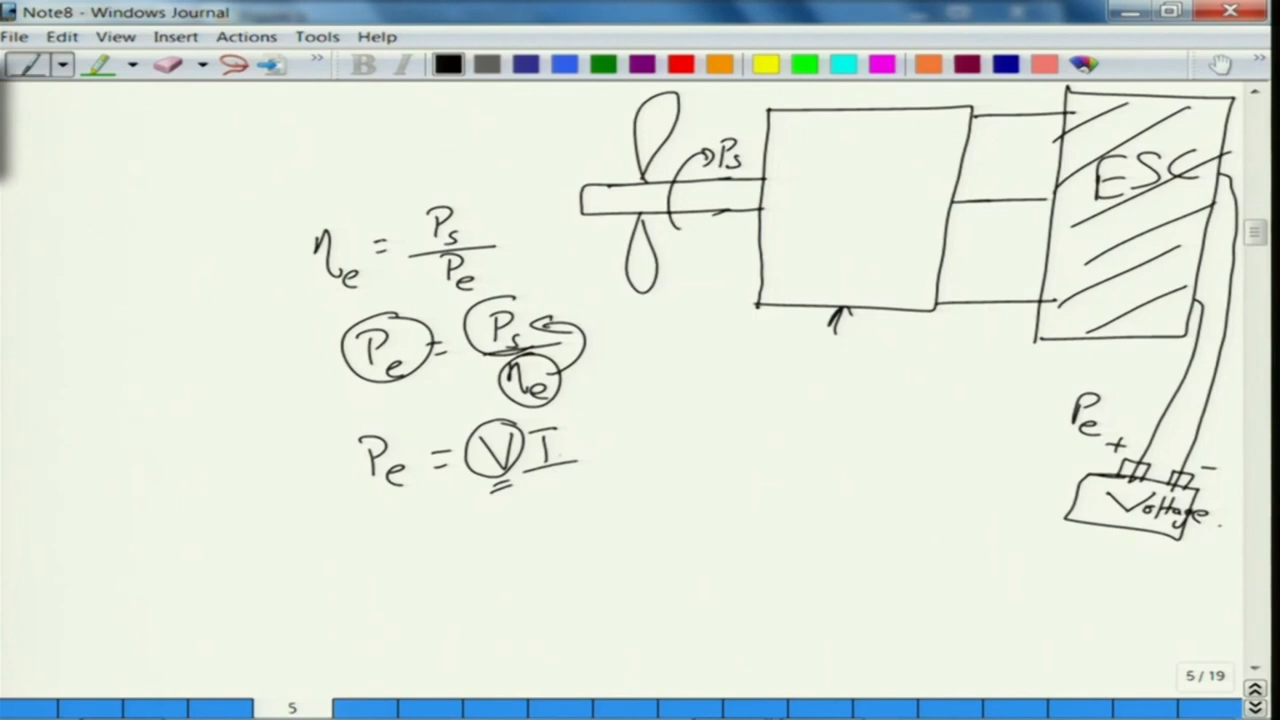 Note8 - Windows Journal
File Edit View Insert Actions Tools Help
B I
Ps
ESC
ηe = Ps / Pe
Pe = Ps / ηe
Pe = VI
Pe
+ -
Voltage.
5 / 19
5